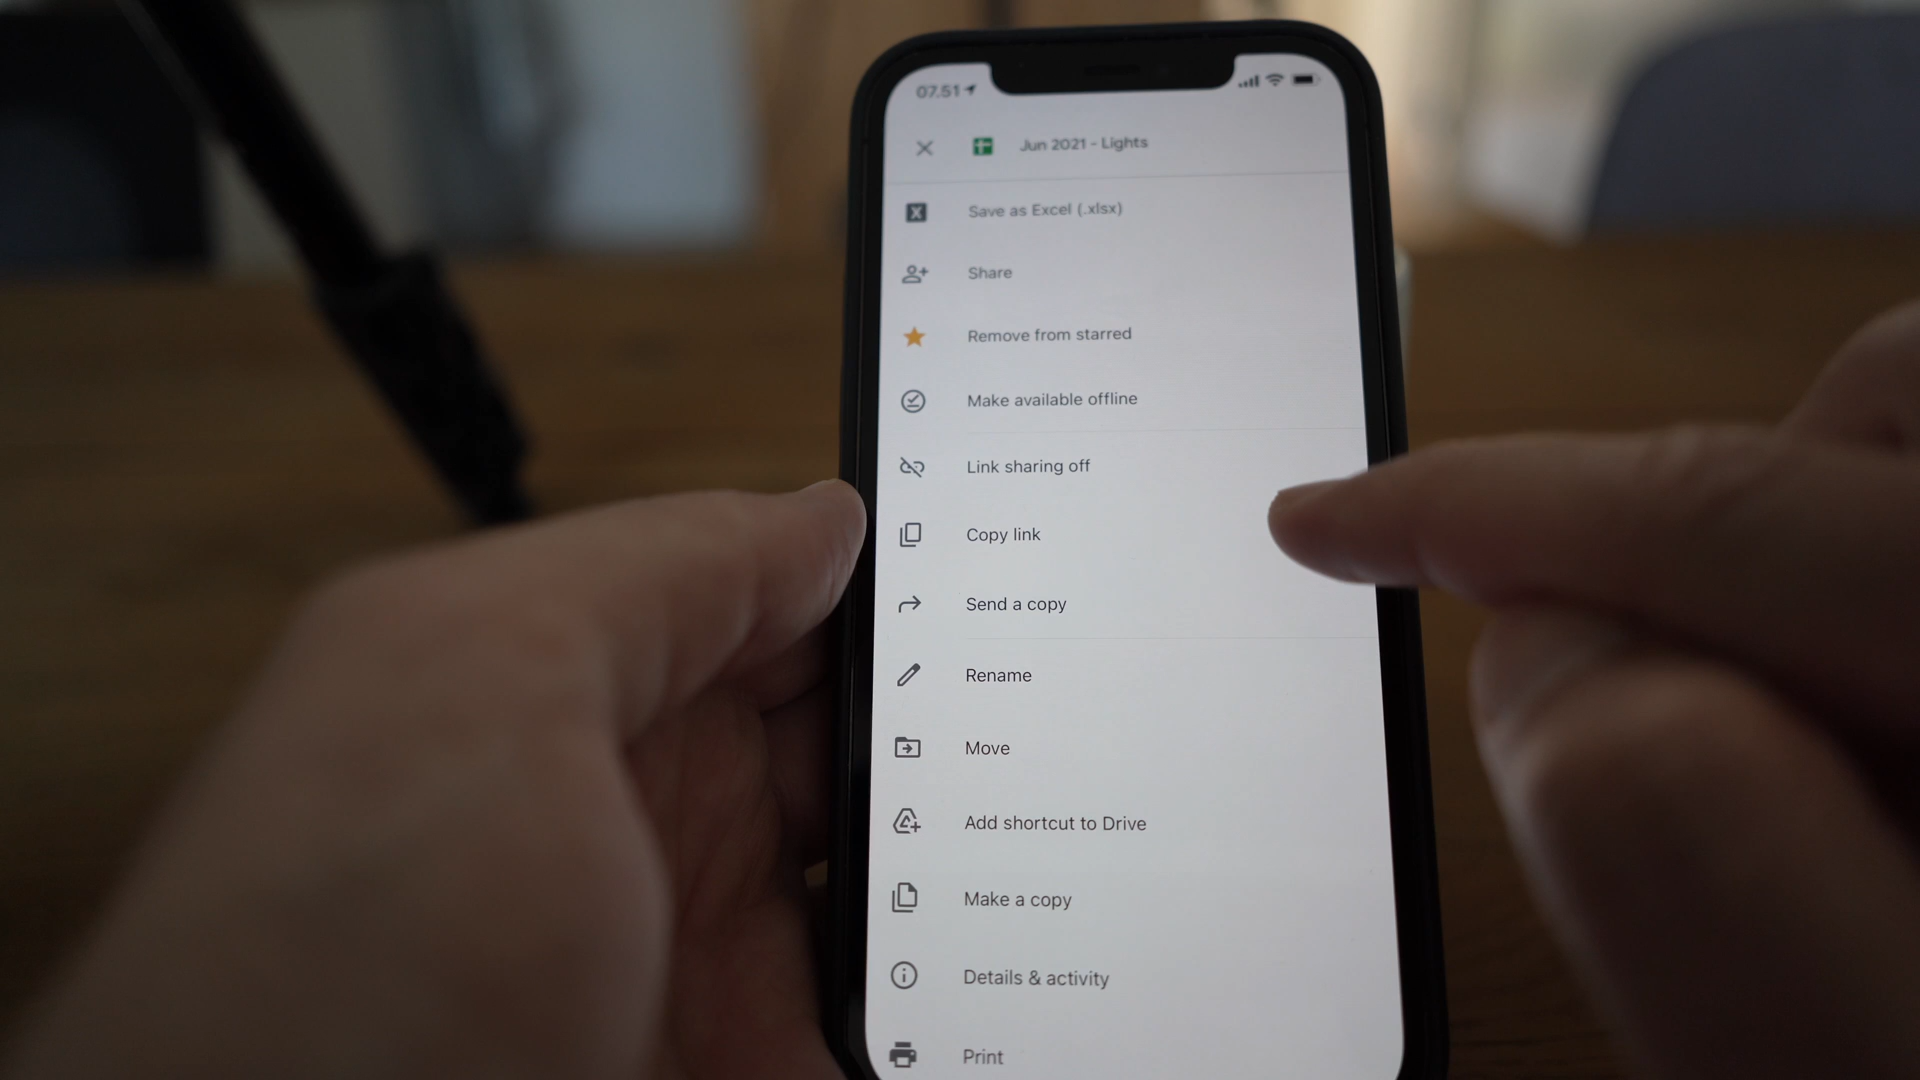 07.51
Jun 2021 - Lights
Save as Excel (.xlsx)
Share
Remove from starred
Make available offline
Link sharing off
Copy link
Send a copy
Rename
Move
Add shortcut to Drive
Make a copy
Details & activity
Print